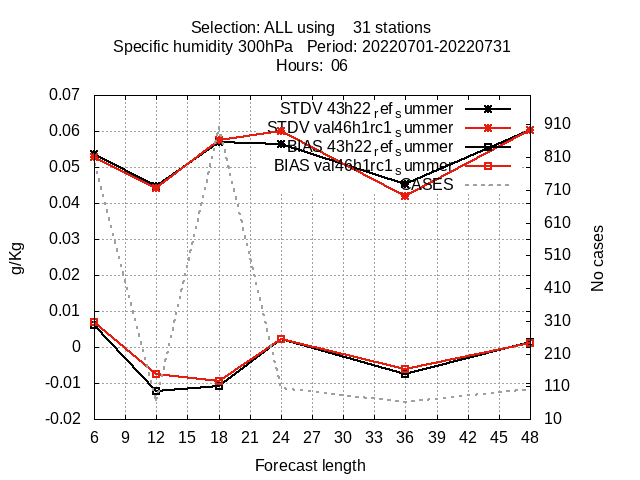 Selection: ALL using    31 stations
Specific humidity 300hPa   Period: 20220701-20220731
Hours:  06
STDV 43h22_ref_summer
STDV val46h1rc1_summer
BIAS 43h22_ref_summer
BIAS val46h1rc1_summer
CASES
g/Kg
0.07
0.06
0.05
0.04
0.03
0.02
0.01
0
-0.01
-0.02
No cases
910
810
710
610
510
410
310
210
110
10
6 9 12 15 18 21 24 27 30 33 36 39 42 45 48
Forecast length